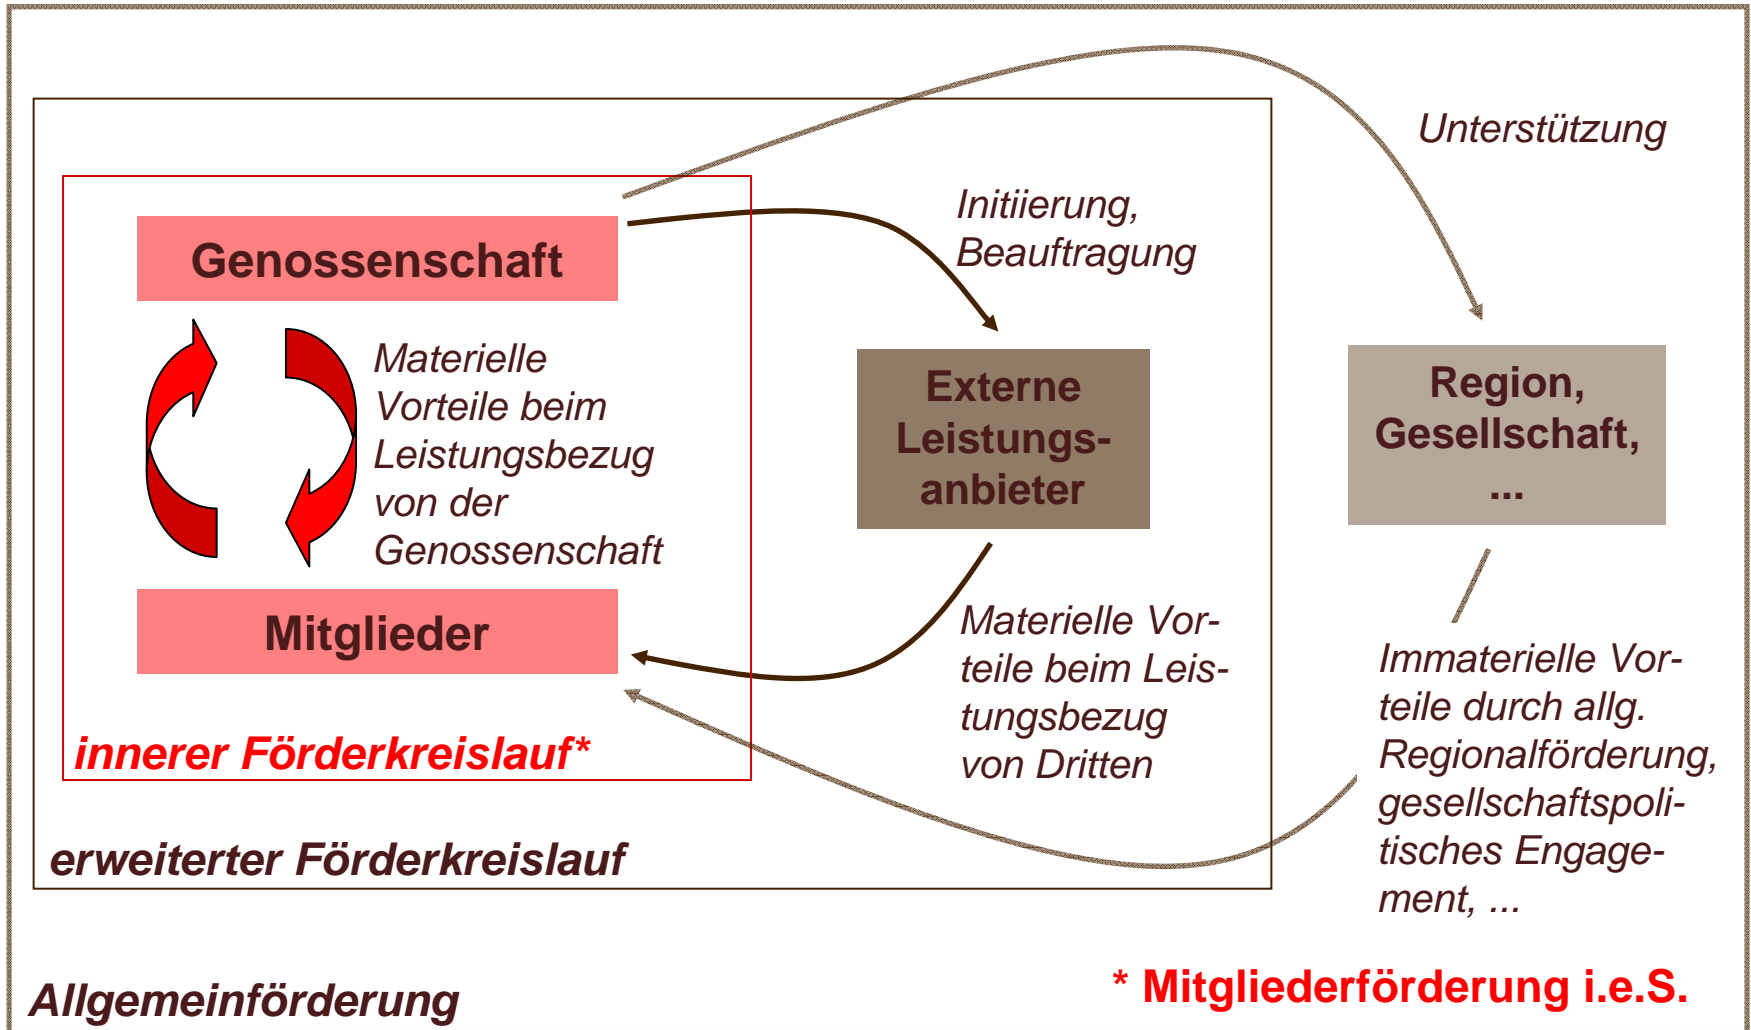 Unterstützung
Initiierung,
Beauftragung
Genossenschaft
Materielle
Vorteile beim
Leistungsbezug
von der
Genossenschaft
Externe
Leistungs-
anbieter
Region,
Gesellschaft,
...
Mitglieder
Materielle Vor-
teile beim Leis-
tungsbezug
von Dritten
Immaterielle Vor-
teile durch allg.
Regionalförderung,
gesellschaftspoli-
tisches Engage-
ment, ...
innerer Förderkreislauf*
erweiterter Förderkreislauf
Allgemeinförderung
* Mitgliederförderung i.e.S.